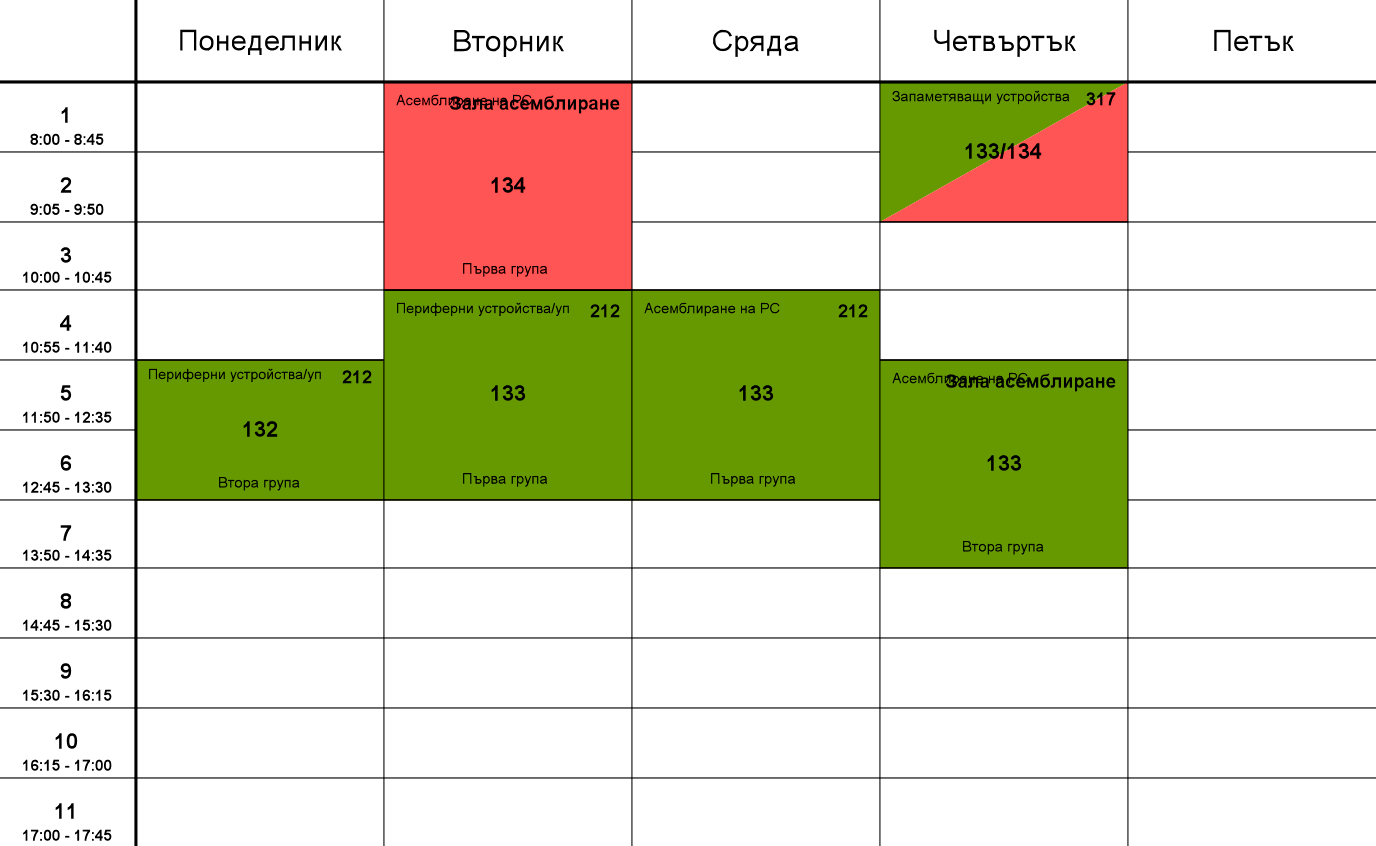 Понеделник
Вторник
Сряда
Четвъртък
Петък
1
8:00 - 8:45
Асемблиране на PC
Зала асемблиране
Запаметяващи устройства
317
133/134
2
9:05 - 9:50
134
3
10:00 - 10:45
Първа група
4
10:55 - 11:40
Периферни устройства/уп
212
Асемблиране на PC
212
5
11:50 - 12:35
Периферни устройства/уп
212
132
133
133
Асемблиране на PC
Зала асемблиране
6
12:45 - 13:30
133
Втора група
Първа група
Първа група
7
13:50 - 14:35
Втора група
8
14:45 - 15:30
9
15:30 - 16:15
10
16:15 - 17:00
11
17:00 - 17:45